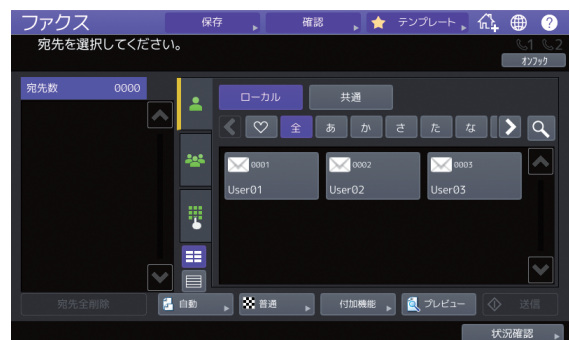 ファクス 保存 確認 テンプレート ?
宛先を選択してください。 1 2
ｵﾝﾌｯｸ
宛先数 0000
ローカル 共通
全 あ か さ た な
0001 0002 0003
User01 User02 User03
宛先全削除 自動 普通 付加機能 プレビュー 送信
状況確認